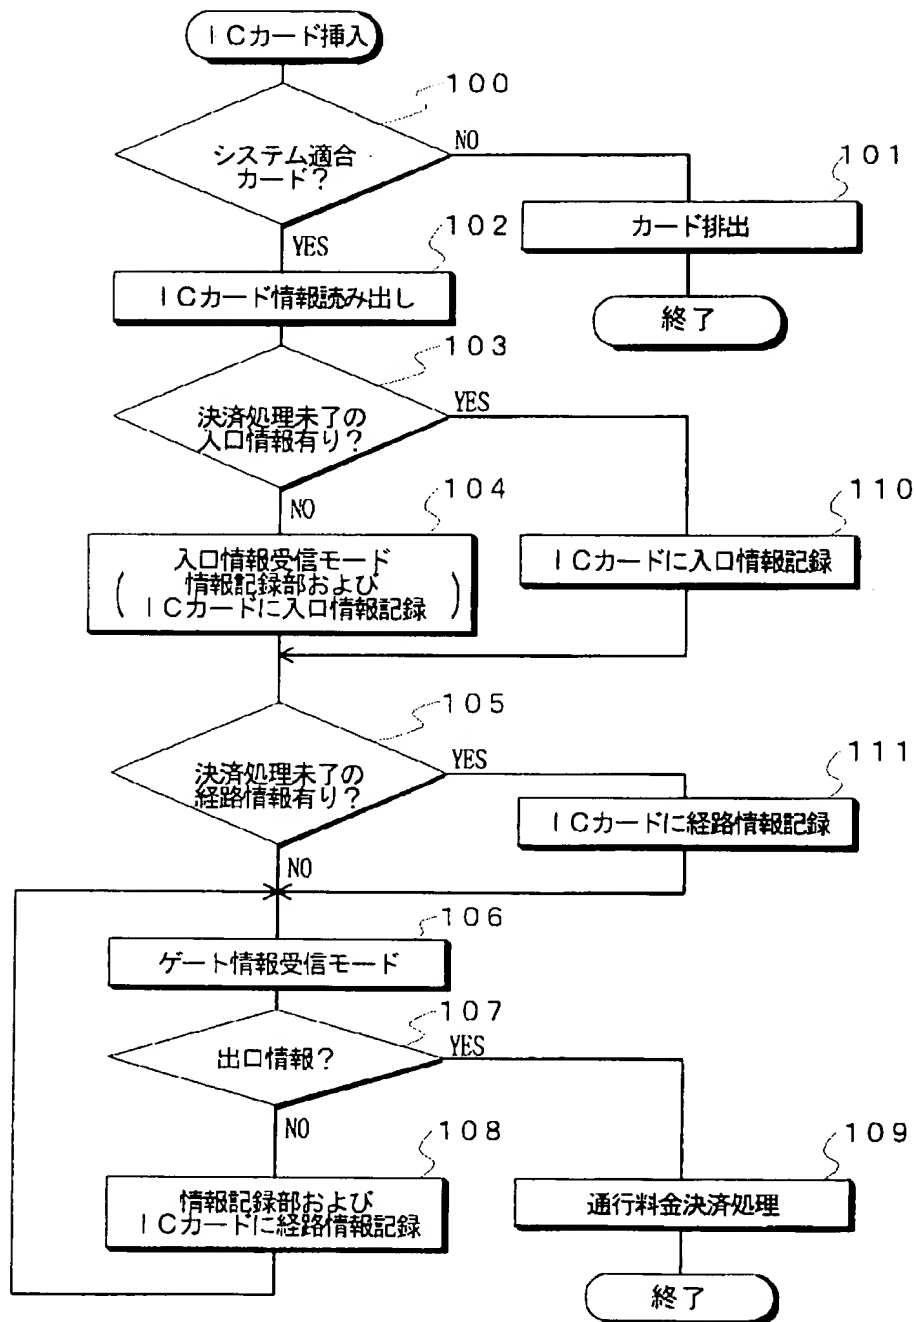 ICカード挿入
100
システム適合
カード？
NO
101
カード排出
YES
102
ICカード情報読み出し
終了
103
決済処理未了の
入口情報有り？
YES
NO
104
入口情報受信モード
(情報記録部および
ICカードに入口情報記録)
110
ICカードに入口情報記録
105
決済処理未了の
経路情報有り？
YES
111
ICカードに経路情報記録
NO
106
ゲート情報受信モード
107
出口情報？
YES
NO
108
情報記録部および
ICカードに経路情報記録
109
通行料金決済処理
終了